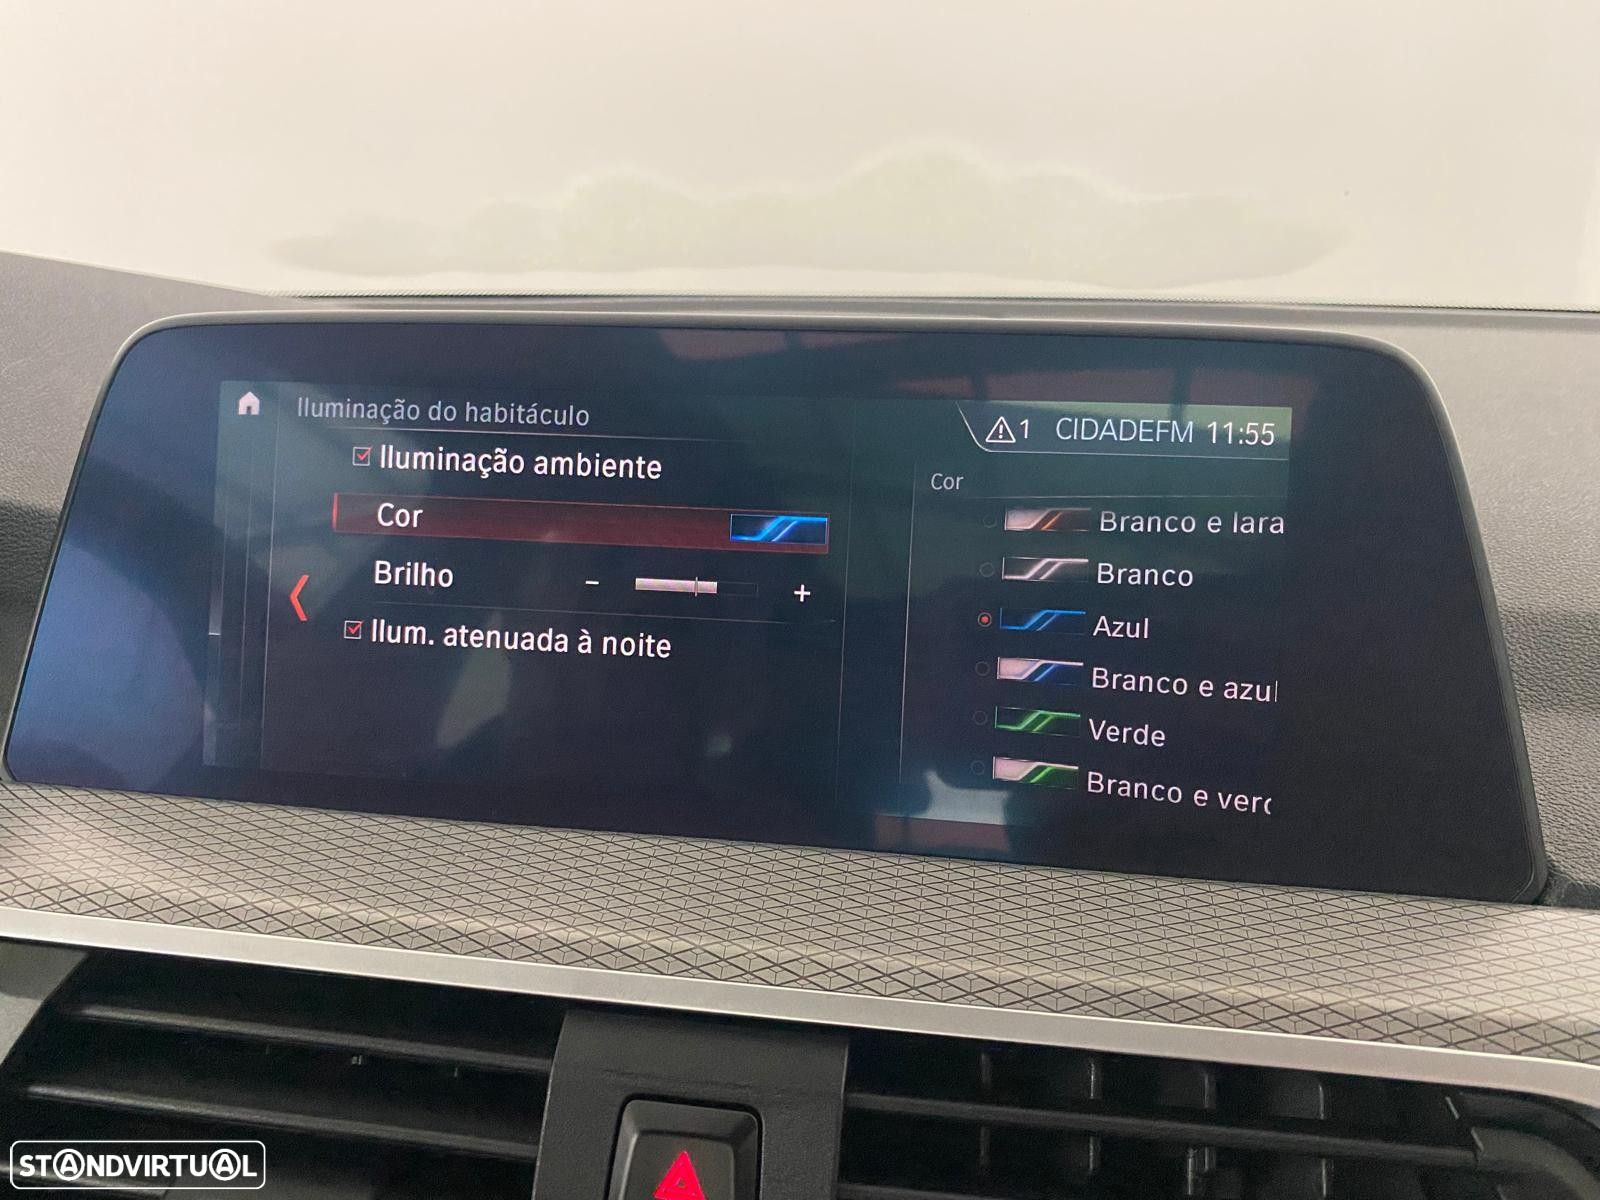 Iluminação do habitáculo
1 CIDADEFM 11:55
Iluminação ambiente
Cor
Brilho
- +
Ilum. atenuada à noite
Cor
Branco e lara
Branco
Azul
Branco e azul
Verde
Branco e verd
STANDVIRTUAL